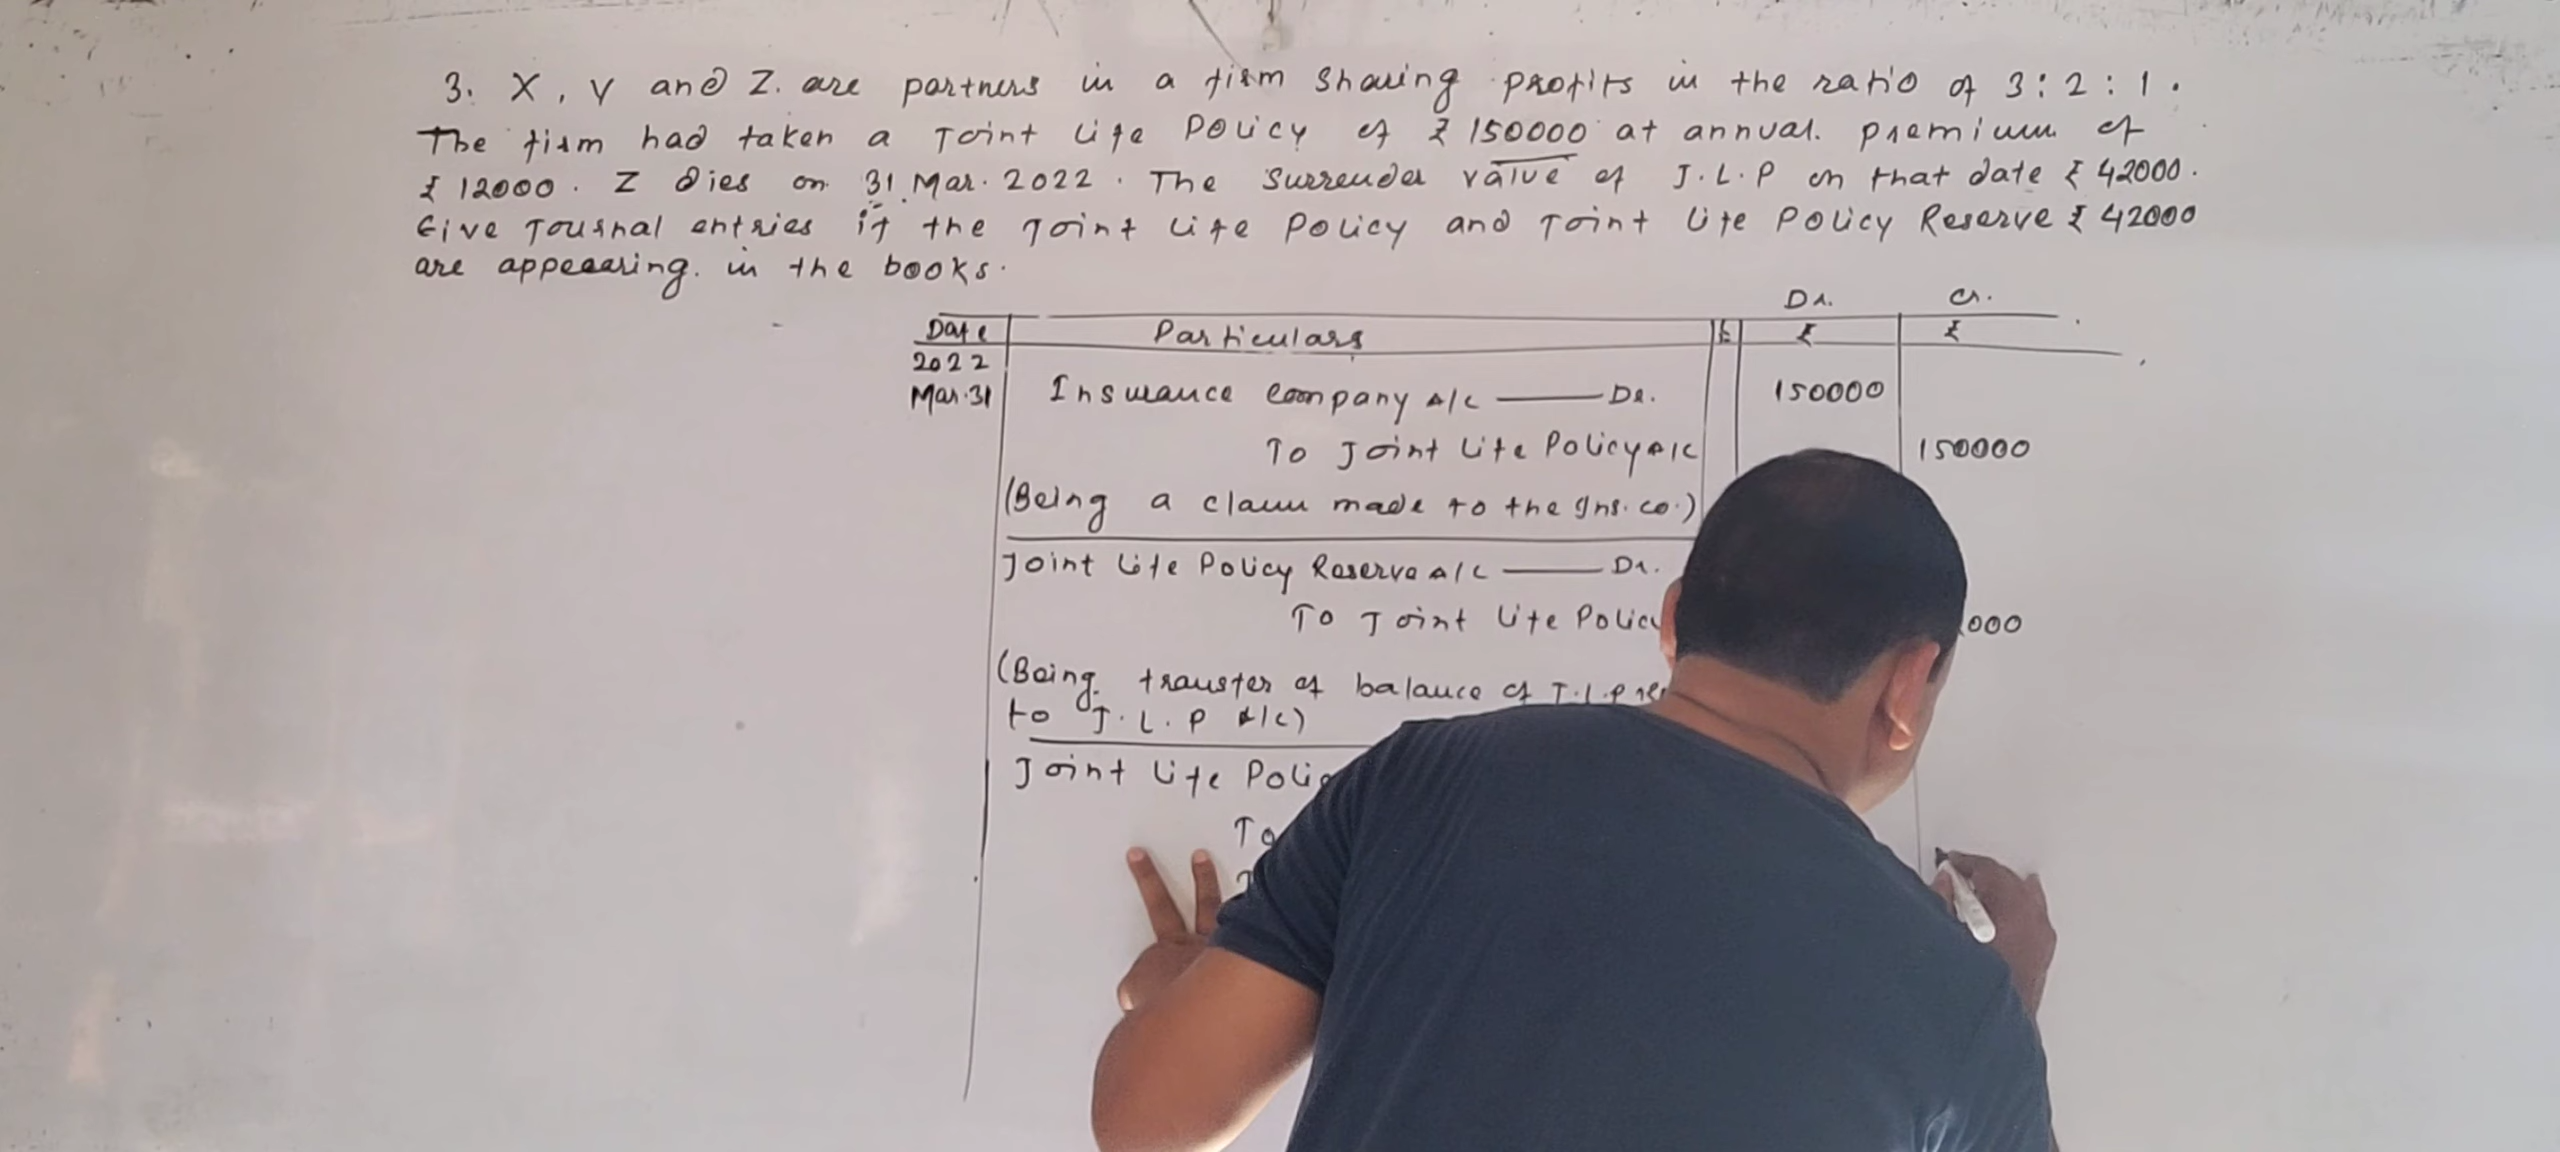 3. X, Y and Z. are partners in a firm sharing profits in the ratio of 3:2:1.
The firm had taken a Joint Life Policy of ₹ 150000 at annual. premium of
₹ 12000. Z dies on 31 Mar. 2022. The Surrender value of J.L.P on that date ₹ 42000.
Give Journal entries if the Joint Life Policy and Joint Life Policy Reserve ₹ 42000
are appeearing. in the books.
Dr. Cr.
Date Particulars ₹ ₹
2022
Mar.31 Insurance Company A/c — Dr. 150000
To Joint Life Policy A/c 150000
(Being a claim made to the Ins. co.)
Joint Life Policy Reserve A/c — Dr.
To Joint Life 000
(Being. transfer of balance of J.L.P
to J.L.P A/c)
Joint Life
To